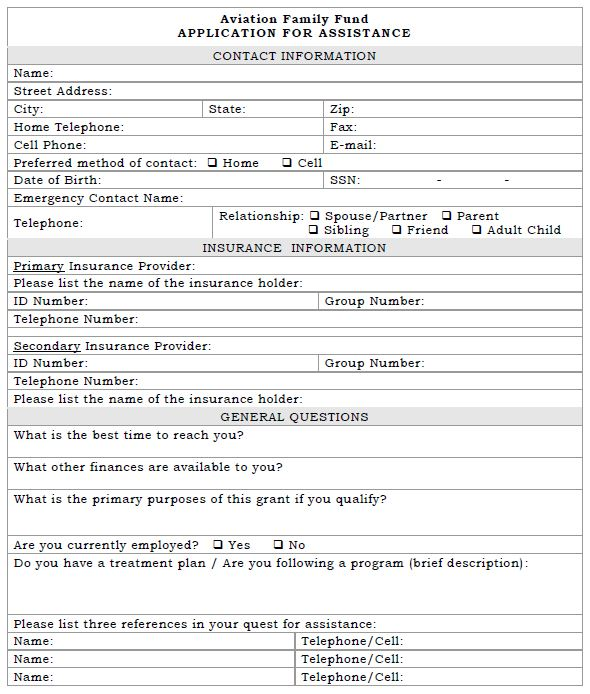 Aviation Family Fund
APPLICATION FOR ASSISTANCE
CONTACT INFORMATION
Name:
Street Address:
City: State: Zip:
Home Telephone: Fax:
Cell Phone: E-mail:
Preferred method of contact: ❑ Home ❑ Cell
Date of Birth: SSN: - -
Emergency Contact Name:
Telephone: Relationship: ❑ Spouse/Partner ❑ Parent
❑ Sibling ❑ Friend ❑ Adult Child
INSURANCE INFORMATION
Primary Insurance Provider:
Please list the name of the insurance holder:
ID Number: Group Number:
Telephone Number:
Secondary Insurance Provider:
ID Number: Group Number:
Telephone Number:
Please list the name of the insurance holder:
GENERAL QUESTIONS
What is the best time to reach you?
What other finances are available to you?
What is the primary purposes of this grant if you qualify?
Are you currently employed? ❑ Yes ❑ No
Do you have a treatment plan / Are you following a program (brief description):
Please list three references in your quest for assistance:
Name: Telephone/Cell:
Name: Telephone/Cell:
Name: Telephone/Cell: